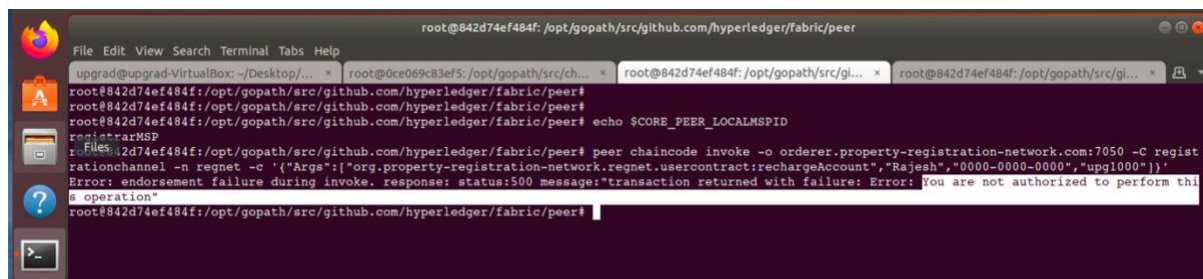 root@842d74ef484f: /opt/gopath/src/github.com/hyperledger/fabric/peer
File Edit View Search Terminal Tabs Help
upgrad@upgrad-VirtualBox: ~/Desktop/... × root@0ce069c83ef5: /opt/gopath/src/ch... × root@842d74ef484f: /opt/gopath/src/gi... × root@842d74ef484f: /opt/gopath/src/gi... ×
root@842d74ef484f:/opt/gopath/src/github.com/hyperledger/fabric/peer#
root@842d74ef484f:/opt/gopath/src/github.com/hyperledger/fabric/peer#
root@842d74ef484f:/opt/gopath/src/github.com/hyperledger/fabric/peer# echo $CORE_PEER_LOCALMSPID
registrarMSP
Files
42d74ef484f:/opt/gopath/src/github.com/hyperledger/fabric/peer# peer chaincode invoke -o orderer.property-registration-network.com:7050 -C regist
rationchannel -n regnet -c '{"Args":["org.property-registration-network.regnet.usercontract:rechargeAccount","Rajesh","0000-0000-0000","upg1000"]}'
Error: endorsement failure during invoke. response: status:500 message:"transaction returned with failure: Error: You are not authorized to perform thi
s operation"
root@842d74ef484f:/opt/gopath/src/github.com/hyperledger/fabric/peer#